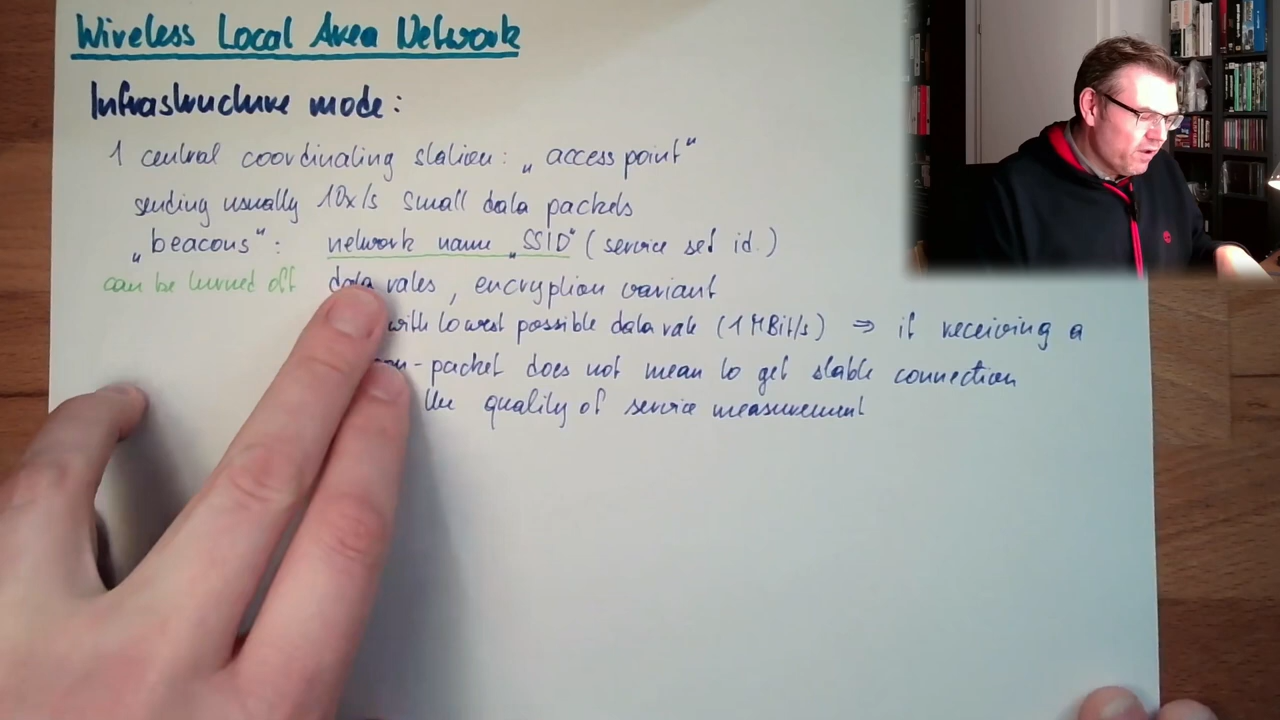 Wireless Local Area Network
Infrastructure mode:
1 central coordinating station: „access point"
sending usually 10x/s small data packets
„beacons": network name „SSID" (service set id.)
can be turned off data rates, encryption variant
with lowest possible data rate (1 MBit/s) ⇒ if receiving a
-packet does not mean to get stable connection
the quality of service measurement